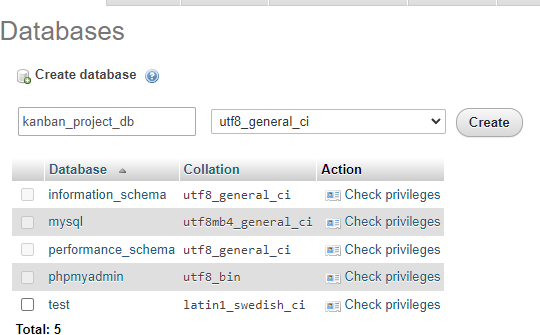 Databases
Create database
kanban_project_db utf8_general_ci Create
Database Collation Action
information_schema utf8_general_ci Check privileges
mysql utf8mb4_general_ci Check privileges
performance_schema utf8_general_ci Check privileges
phpmyadmin utf8_bin Check privileges
test latin1_swedish_ci Check privileges
Total: 5